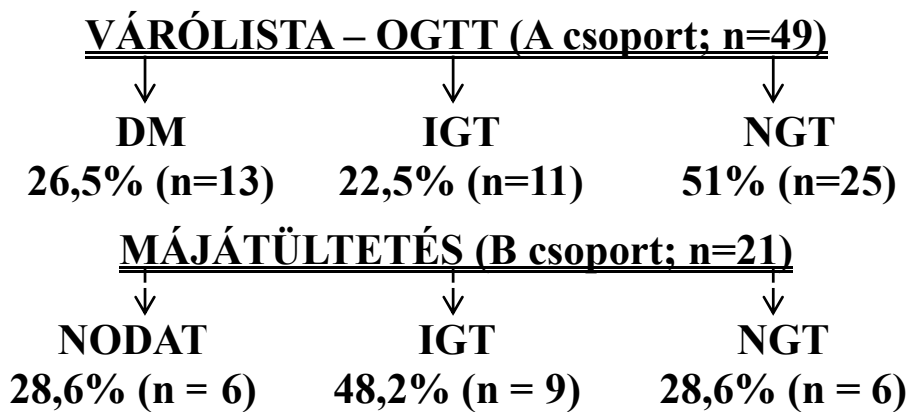 VÁRÓLISTA – OGTT (A csoport; n=49)
DM IGT NGT
26,5% (n=13) 22,5% (n=11) 51% (n=25)
MÁJÁTÜLTETÉS (B csoport; n=21)
NODAT IGT NGT
28,6% (n = 6) 48,2% (n = 9) 28,6% (n = 6)